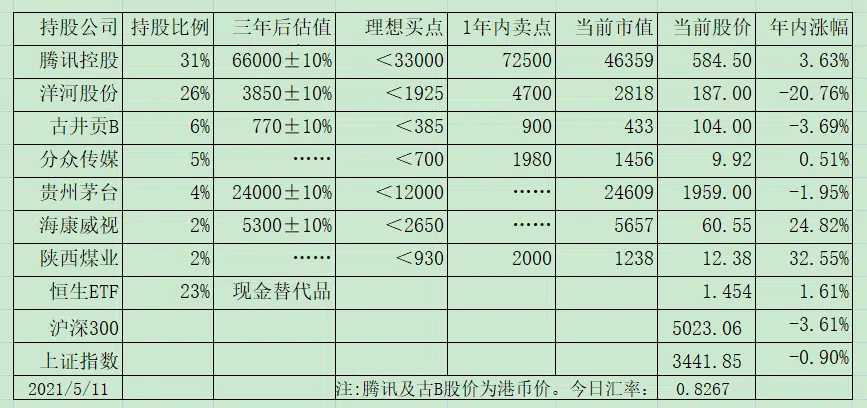 持股公司 持股比例 三年后估值 理想买点 1年内卖点 当前市值 当前股价 年内涨幅
腾讯控股 31% 66000±10% ＜33000 72500 46359 584.50 3.63%
洋河股份 26% 3850±10% ＜1925 4700 2818 187.00 -20.76%
古井贡B 6% 770±10% ＜385 900 433 104.00 -3.69%
分众传媒 5% …… ＜700 1980 1456 9.92 0.51%
贵州茅台 4% 24000±10% ＜12000 …… 24609 1959.00 -1.95%
海康威视 2% 5300±10% ＜2650 …… 5657 60.55 24.82%
陕西煤业 2% …… ＜930 2000 1238 12.38 32.55%
恒生ETF 23% 现金替代品 1.454 1.61%
沪深300 5023.06 -3.61%
上证指数 3441.85 -0.90%
2021/5/11 注:腾讯及古B股价为港币价。今日汇率: 0.8267